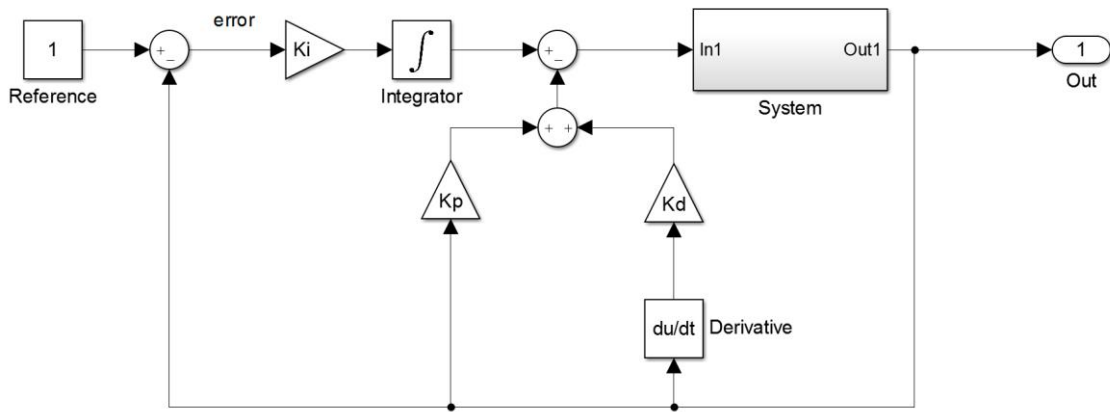 error
1
Reference
+
−
Ki
∫
Integrator
+
−
In1
Out1
System
1
Out
+ +
Kp
Kd
du/dt
Derivative